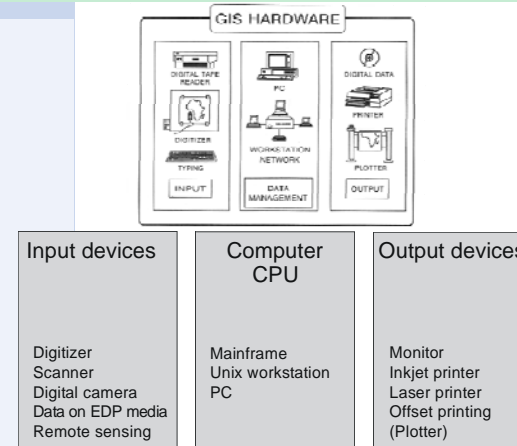 GIS HARDWARE
DIGITAL TAPE
READER
DIGITIZER
TYPING
INPUT
PC
WORKSTATION
NETWORK
DATA
MANAGEMENT
DIGITAL DATA
PRINTER
PLOTTER
OUTPUT
Input devices
Digitizer
Scanner
Digital camera
Data on EDP media
Remote sensing
Computer
CPU
Mainframe
Unix workstation
PC
Output devices
Monitor
Inkjet printer
Laser printer
Offset printing
(Plotter)